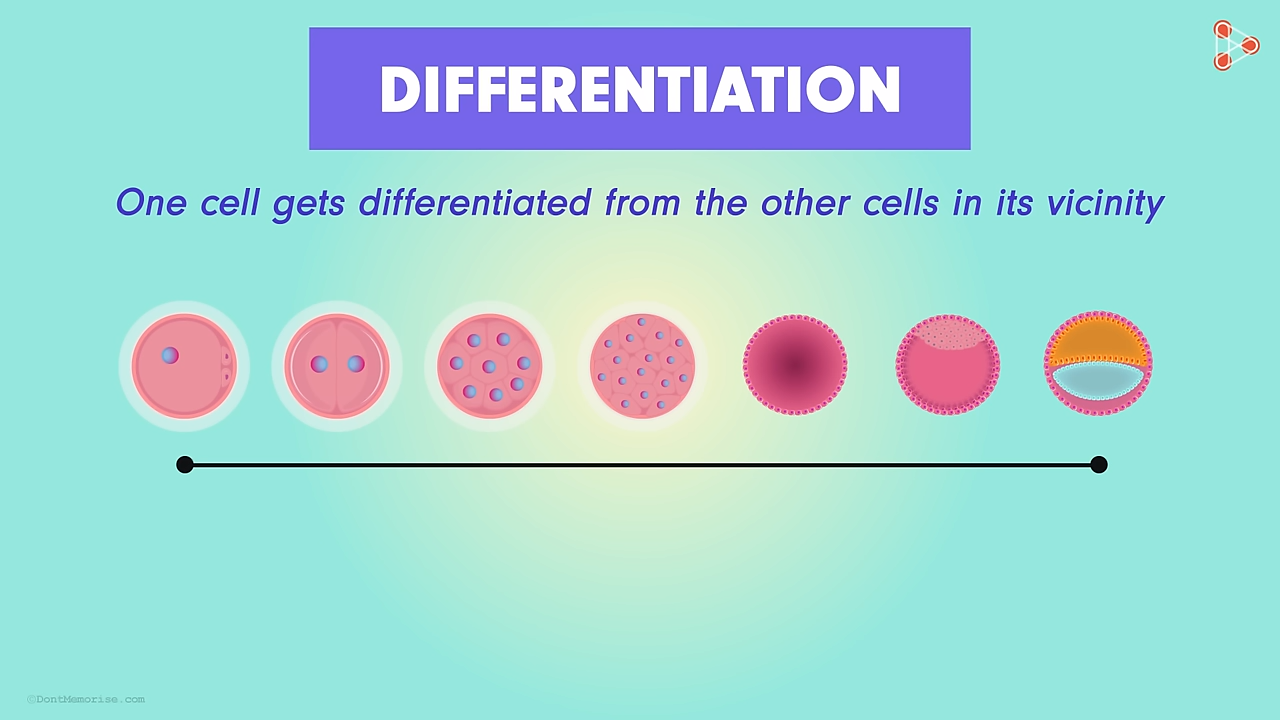 DIFFERENTIATION
One cell gets differentiated from the other cells in its vicinity
©DontMemorise.com